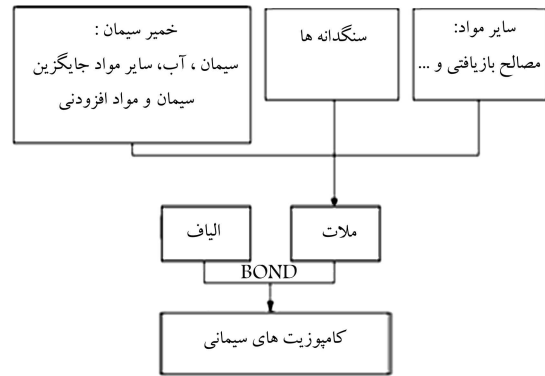 خمیر سیمان :
سیمان ، آب، سایر مواد جایگزین
سیمان و مواد افزودنی
سنگدانه ها
سایر مواد:
مصالح بازیافتی و ...
الیاف
ملات
BOND
کامپوزیت های سیمانی